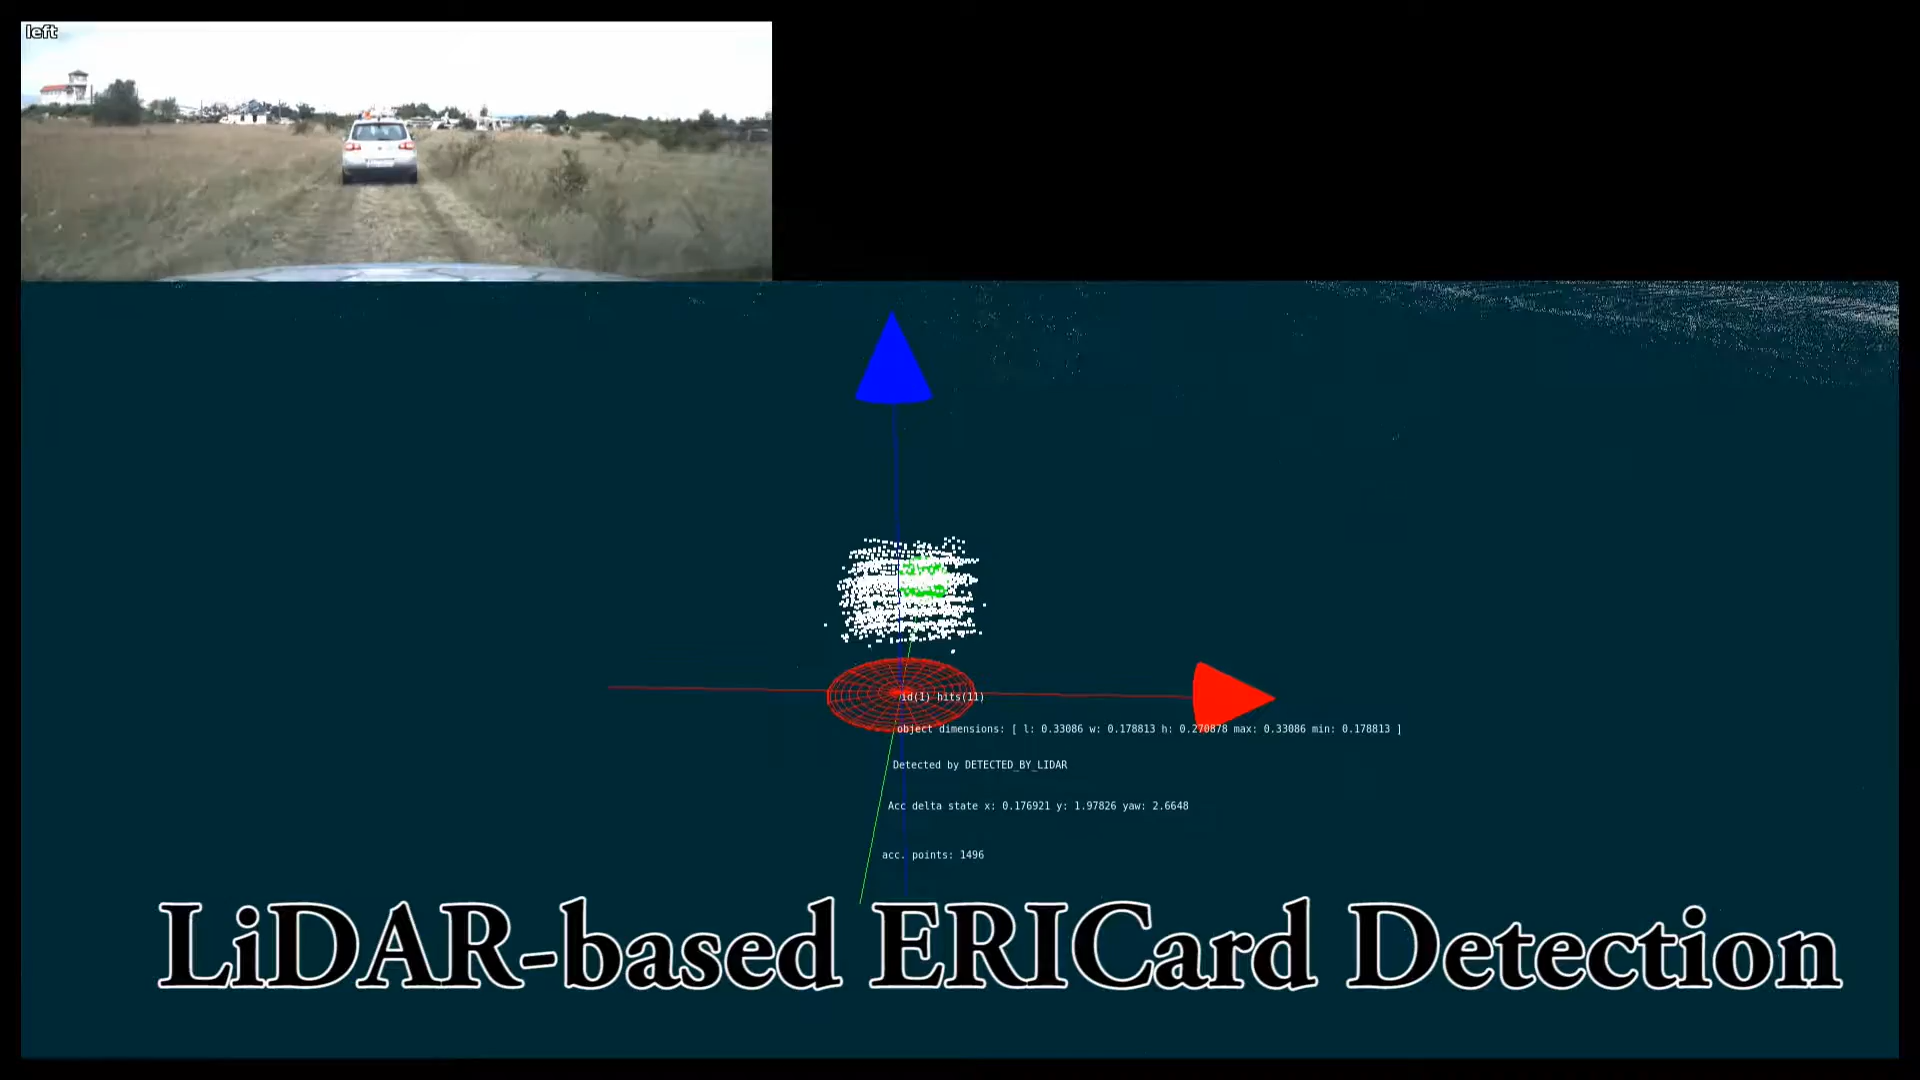 left
id(1) hits(11)
object dimensions: [ l: 0.33086 w: 0.178813 h: 0.270878 max: 0.33086 min: 0.178813 ]
Detected by DETECTED_BY_LIDAR
Acc delta state x: 0.176921 y: 1.97826 yaw: 2.6648
acc. points: 1496
LiDAR-based ERICard Detection